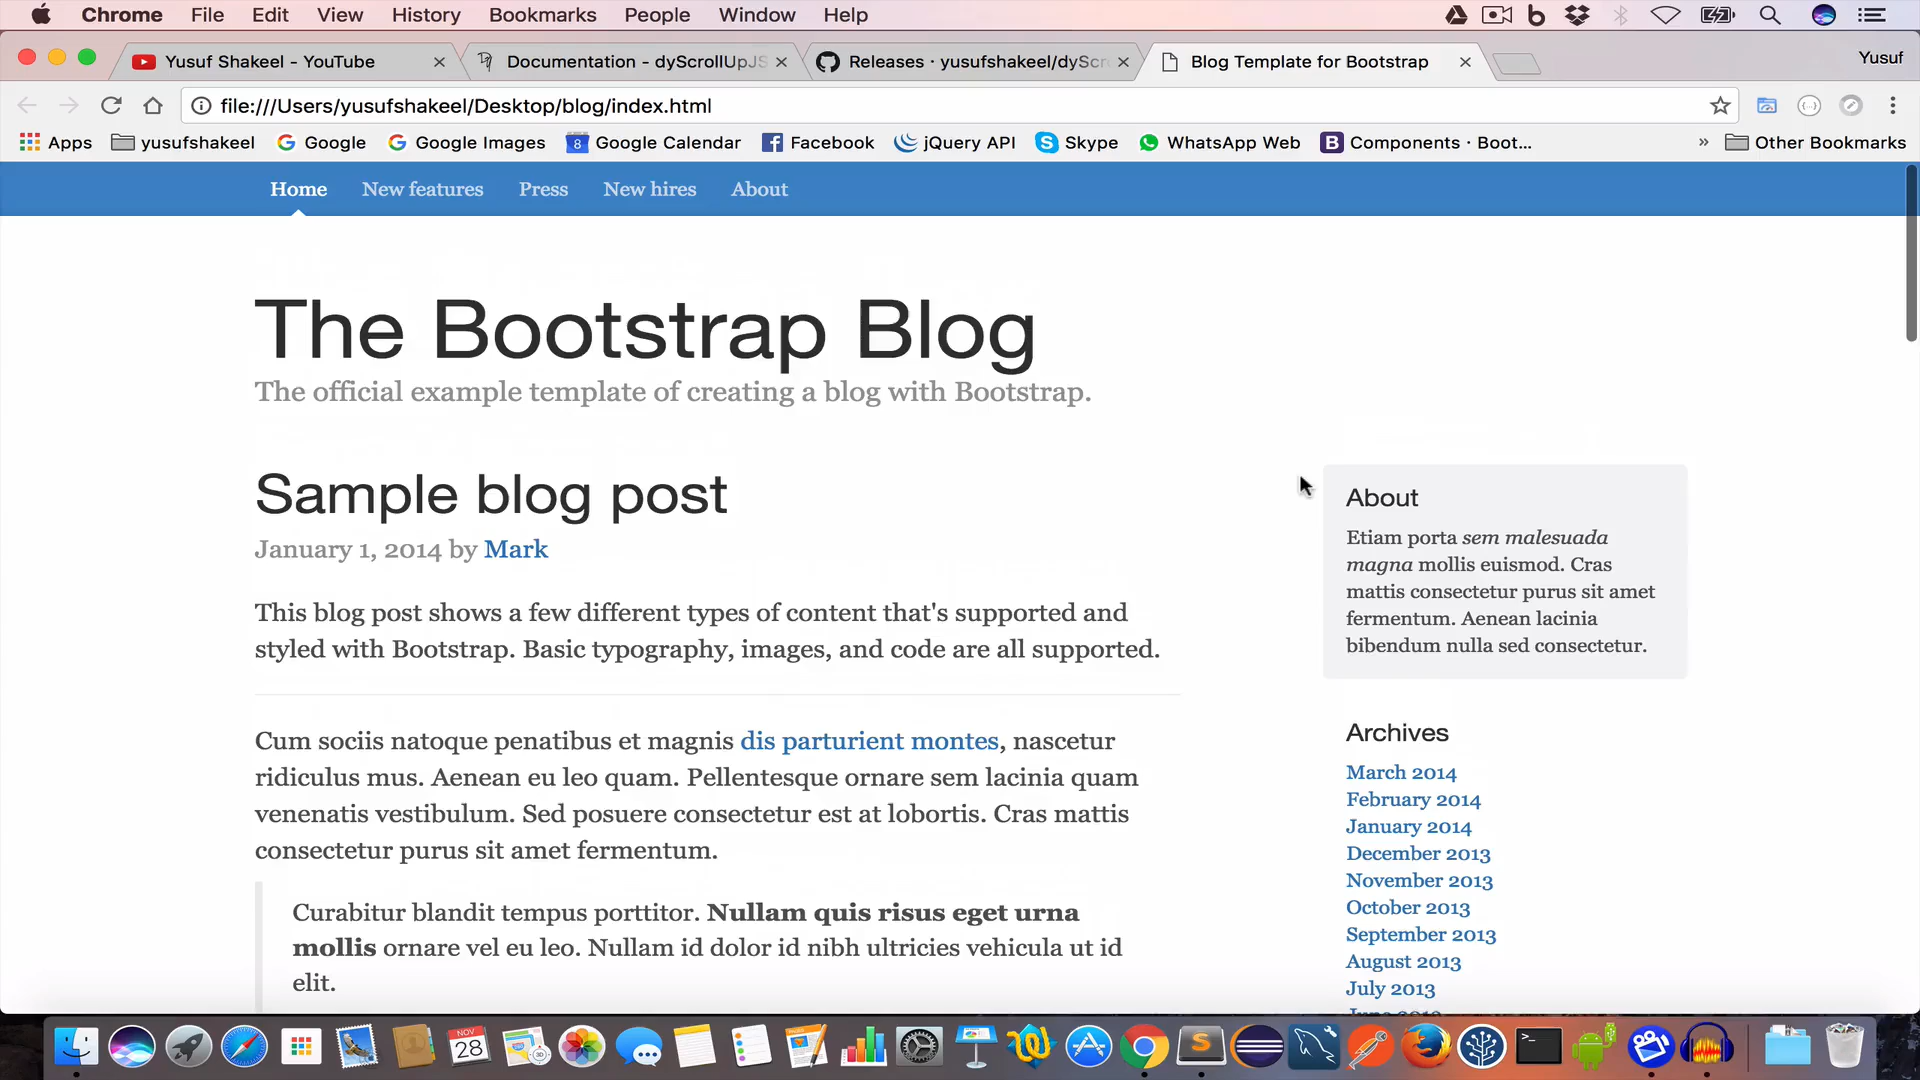 Chrome File Edit View History Bookmarks People Window Help
Yusuf Shakeel - YouTube
Documentation - dyScrollUpJS
Releases · yusufshakeel/dyScro
Blog Template for Bootstrap
Yusuf
file:///Users/yusufshakeel/Desktop/blog/index.html
Apps yusufshakeel Google Google Images 8 Google Calendar Facebook jQuery API Skype WhatsApp Web B Components · Boot... » Other Bookmarks
Home New features Press New hires About
The Bootstrap Blog
The official example template of creating a blog with Bootstrap.
Sample blog post
January 1, 2014 by Mark
This blog post shows a few different types of content that's supported and
styled with Bootstrap. Basic typography, images, and code are all supported.
Cum sociis natoque penatibus et magnis dis parturient montes, nascetur
ridiculus mus. Aenean eu leo quam. Pellentesque ornare sem lacinia quam
venenatis vestibulum. Sed posuere consectetur est at lobortis. Cras mattis
consectetur purus sit amet fermentum.
Curabitur blandit tempus porttitor. Nullam quis risus eget urna
mollis ornare vel eu leo. Nullam id dolor id nibh ultricies vehicula ut id
elit.
About
Etiam porta sem malesuada
magna mollis euismod. Cras
mattis consectetur purus sit amet
fermentum. Aenean lacinia
bibendum nulla sed consectetur.
Archives
March 2014
February 2014
January 2014
December 2013
November 2013
October 2013
September 2013
August 2013
July 2013
NOV
28